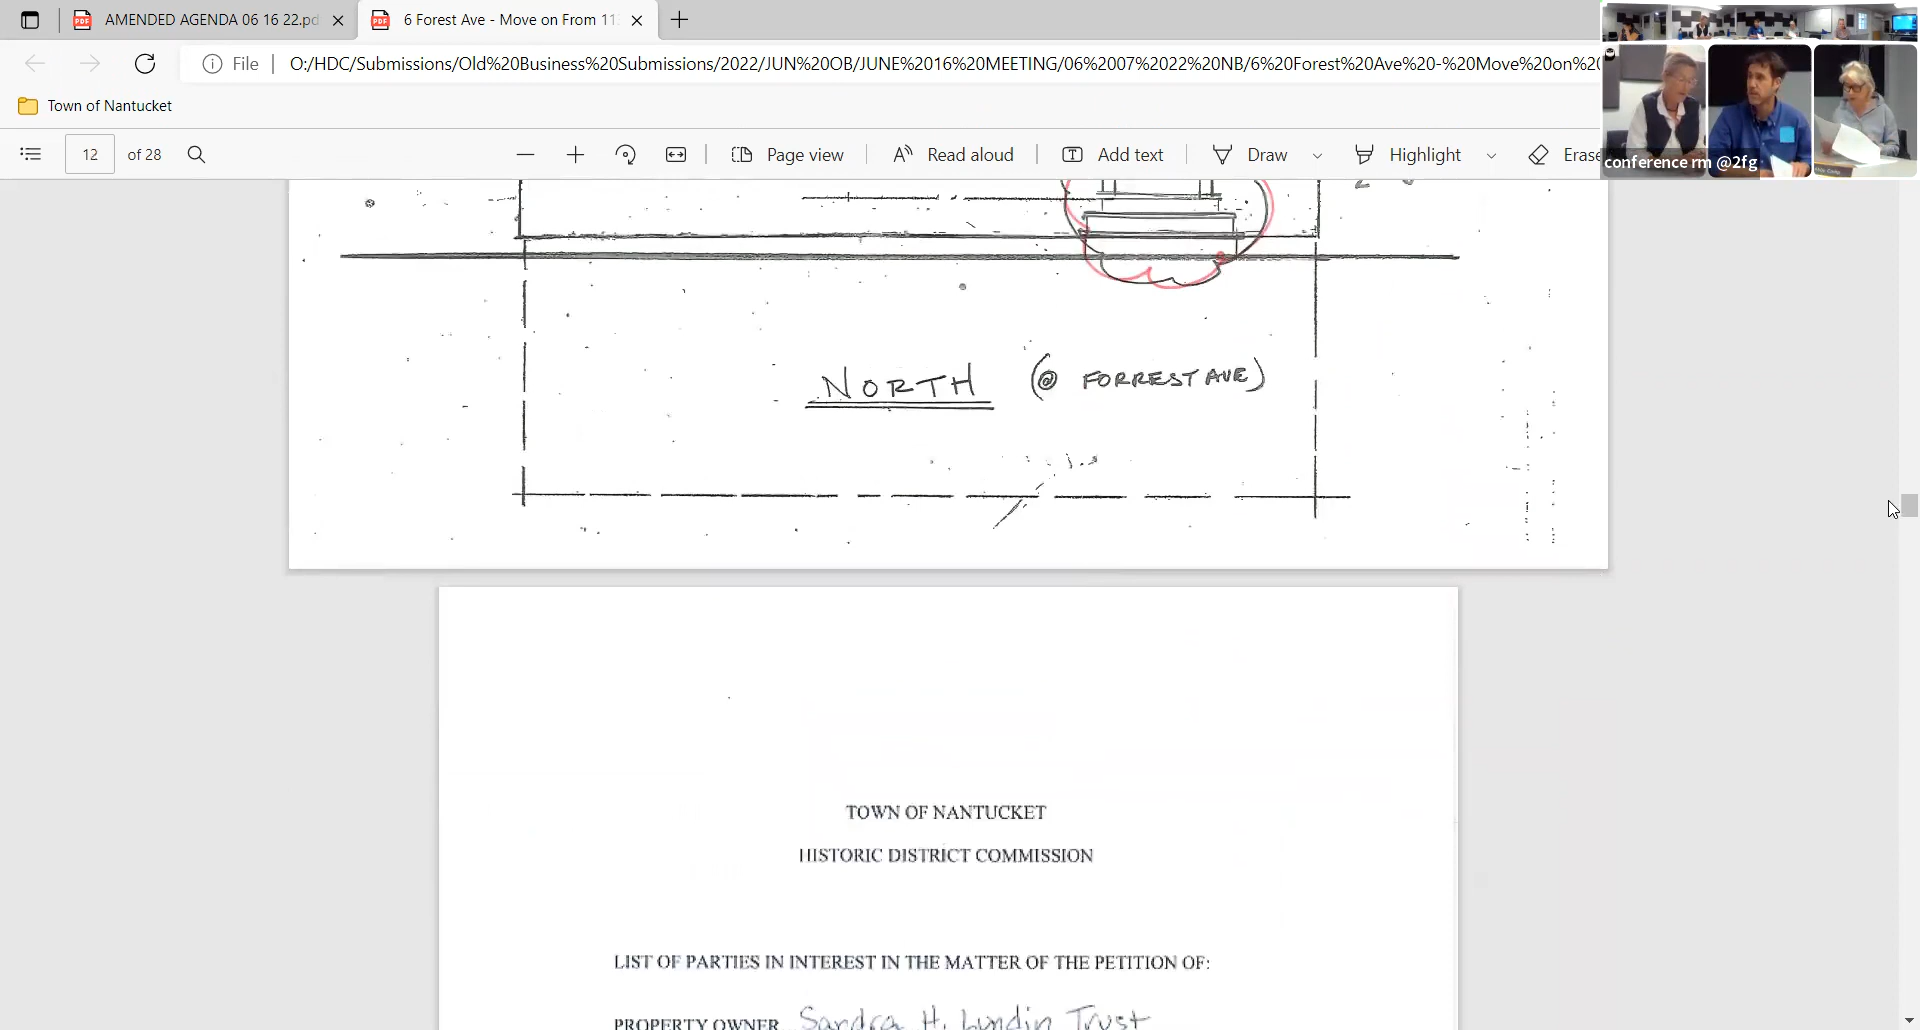 AMENDED AGENDA 06 16 22.pd
6 Forest Ave - Move on From 11
File
O:/HDC/Submissions/Old%20Business%20Submissions/2022/JUN%20OB/JUNE%2016%20MEETING/06%2007%2022%20NB/6%20Forest%20Ave%20-%20Move%20on%20
Town of Nantucket
12 of 28
Page view
Read aloud
Add text
Draw
Highlight
Erase
conference rm @2fg
NORTH (@ FORREST AVE)
TOWN OF NANTUCKET
HISTORIC DISTRICT COMMISSION
LIST OF PARTIES IN INTEREST IN THE MATTER OF THE PETITION OF:
PROPERTY OWNER Sandra H. Lundin Trust